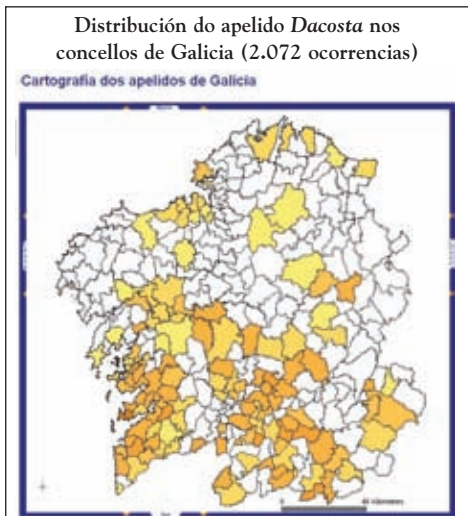 Distribución do apelido Dacosta nos
concellos de Galicia (2.072 ocorrencias)
Cartografía dos apelidos de Galicia